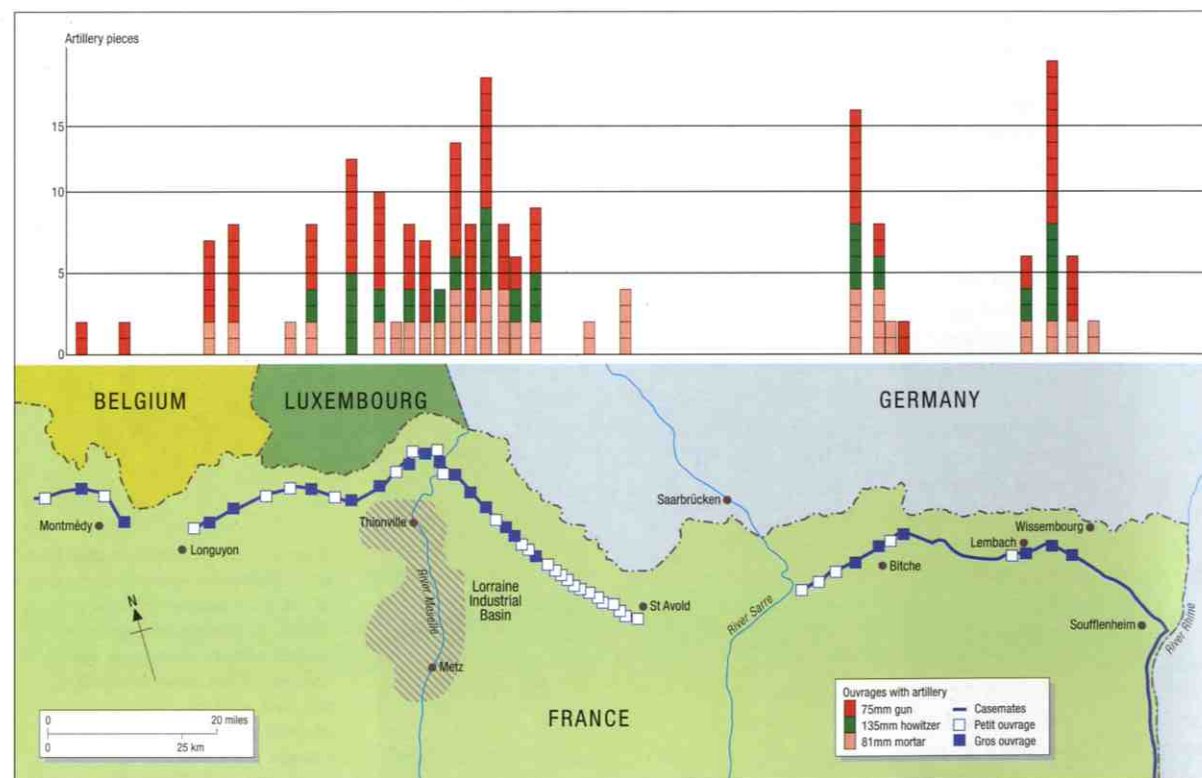 Artillery pieces
15
10
5
0
BELGIUM
LUXEMBOURG
GERMANY
Saarbrücken
Montmédy
Thionville
Wissembourg
Lembach
Longuyon
Bitche
River Moselle
Lorraine
Industrial
Basin
St Avold
River Sarre
N
Soufflenheim
River Rhine
Metz
FRANCE
0 20 miles
0 25 km
Ouvrages with artillery
75mm gun Casemates
135mm howitzer Petit ouvrage
81mm mortar Gros ouvrage